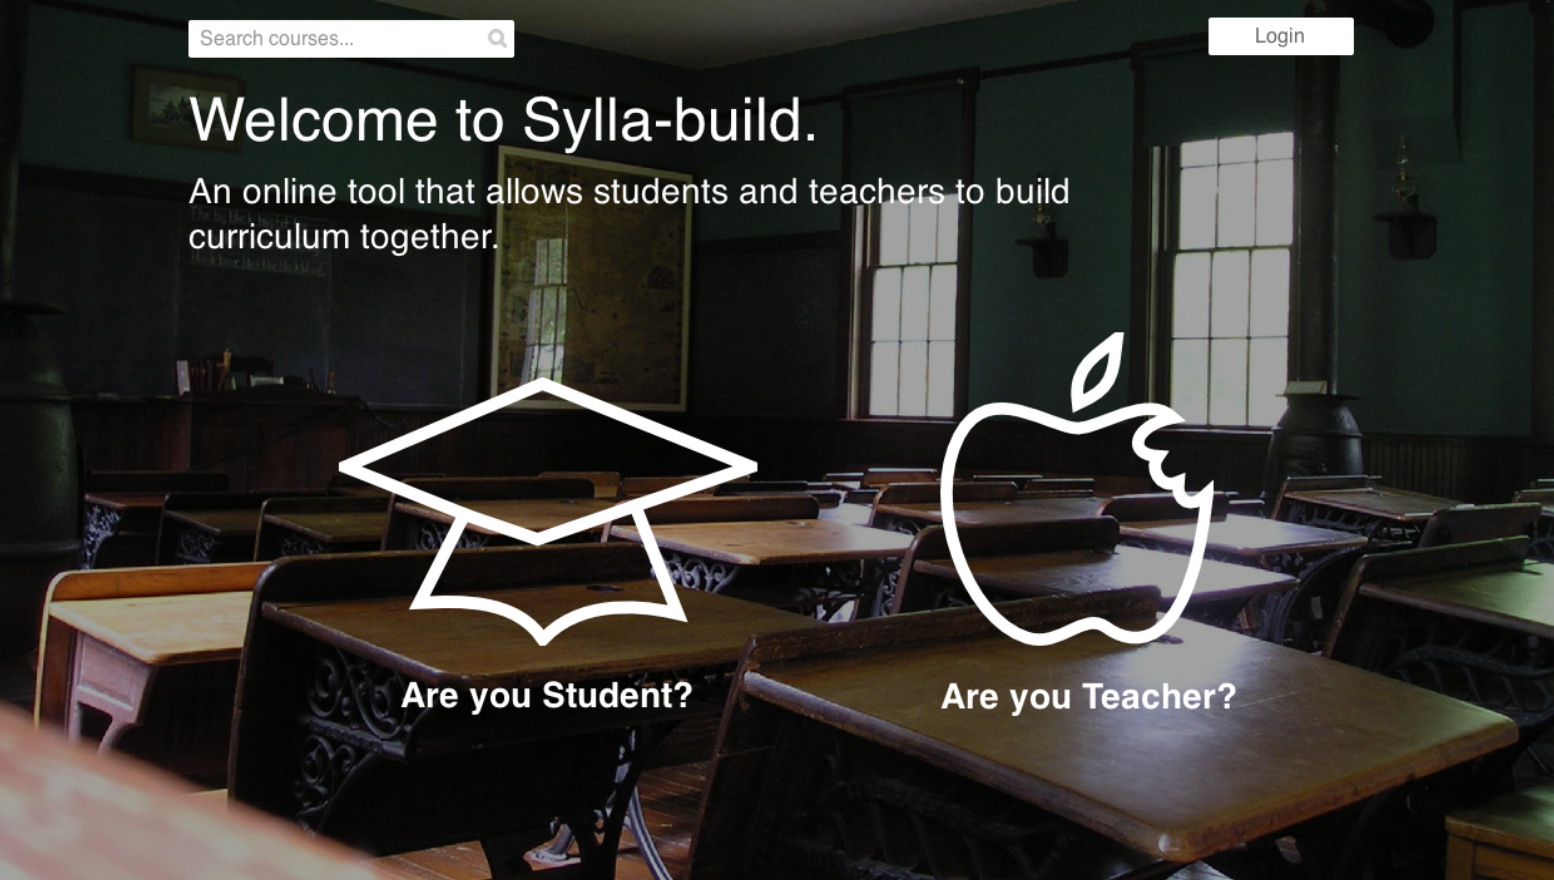 Search courses...
Login
Welcome to Sylla-build.
An online tool that allows students and teachers to build
curriculum together.
Are you Student?
Are you Teacher?